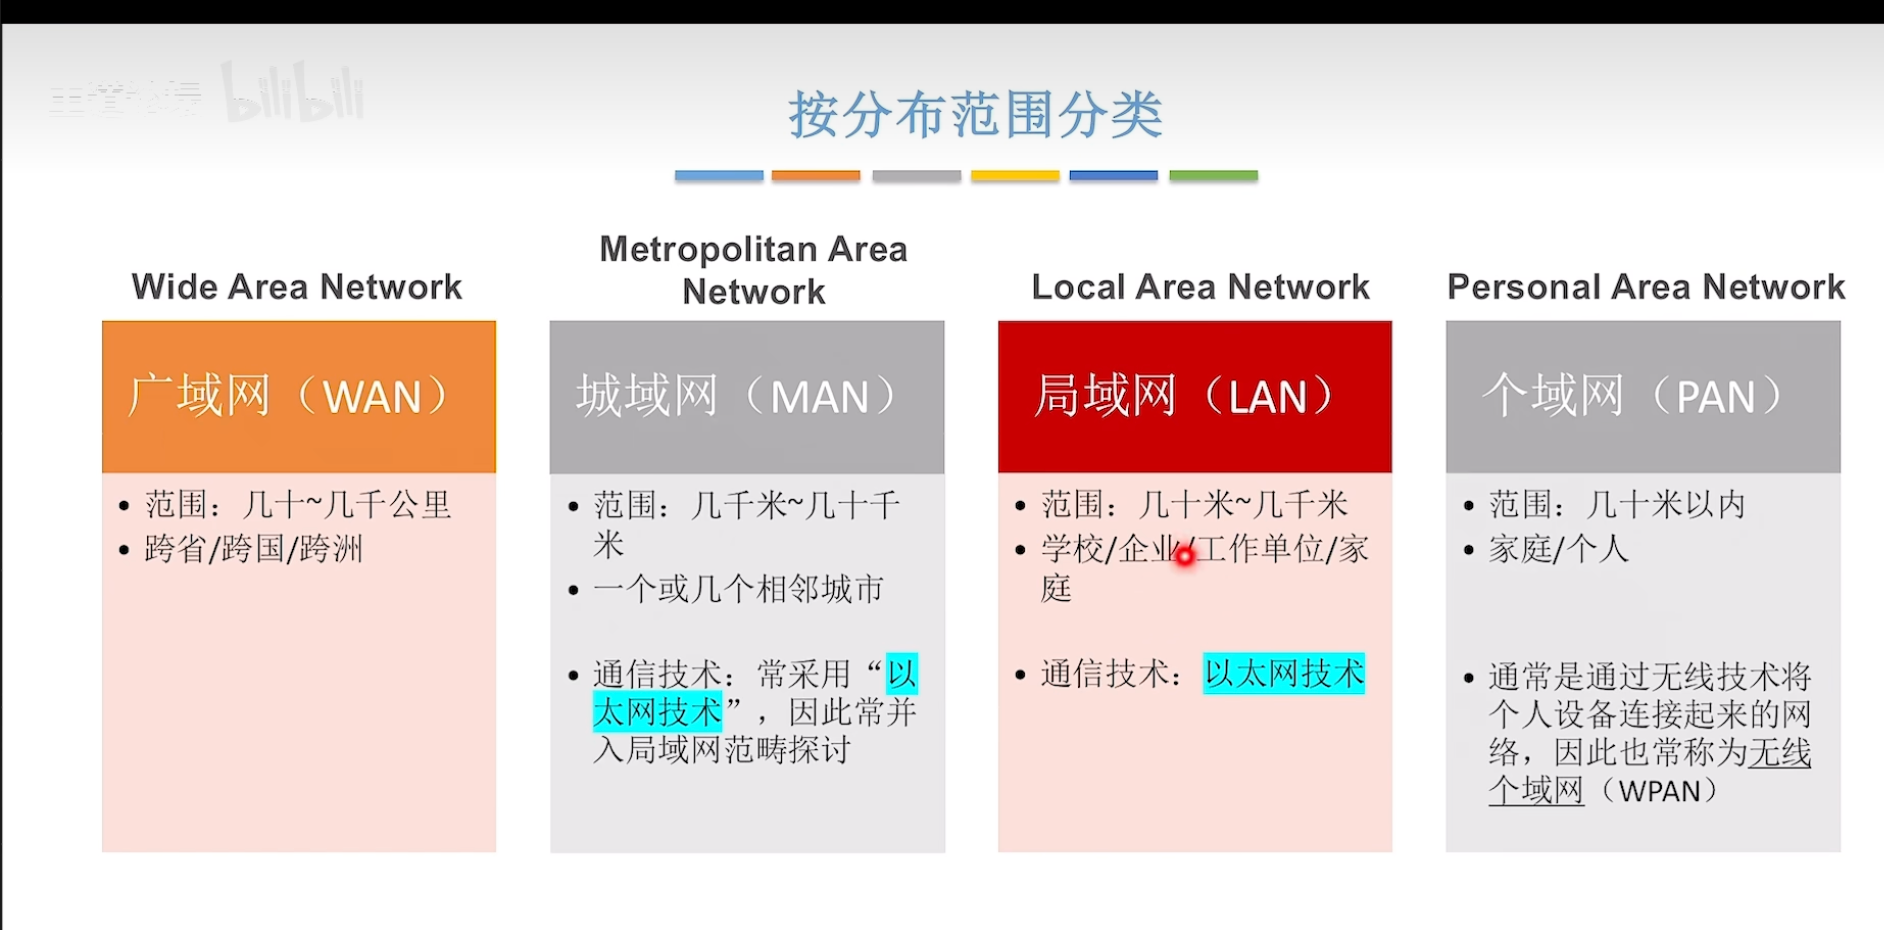 bilibili
按分布范围分类
Wide Area Network
广域网（WAN）
• 范围：几十~几千公里
• 跨省/跨国/跨洲
Metropolitan Area
Network
城域网（MAN）
• 范围：几千米~几十千
米
• 一个或几个相邻城市
• 通信技术：常采用“以
太网技术”，因此常并
入局域网范畴探讨
Local Area Network
局域网（LAN）
• 范围：几十米~几千米
• 学校/企业/工作单位/家
庭
• 通信技术：以太网技术
Personal Area Network
个域网（PAN）
• 范围：几十米以内
• 家庭/个人
• 通常是通过无线技术将
个人设备连接起来的网
络，因此也常称为无线
个域网（WPAN）